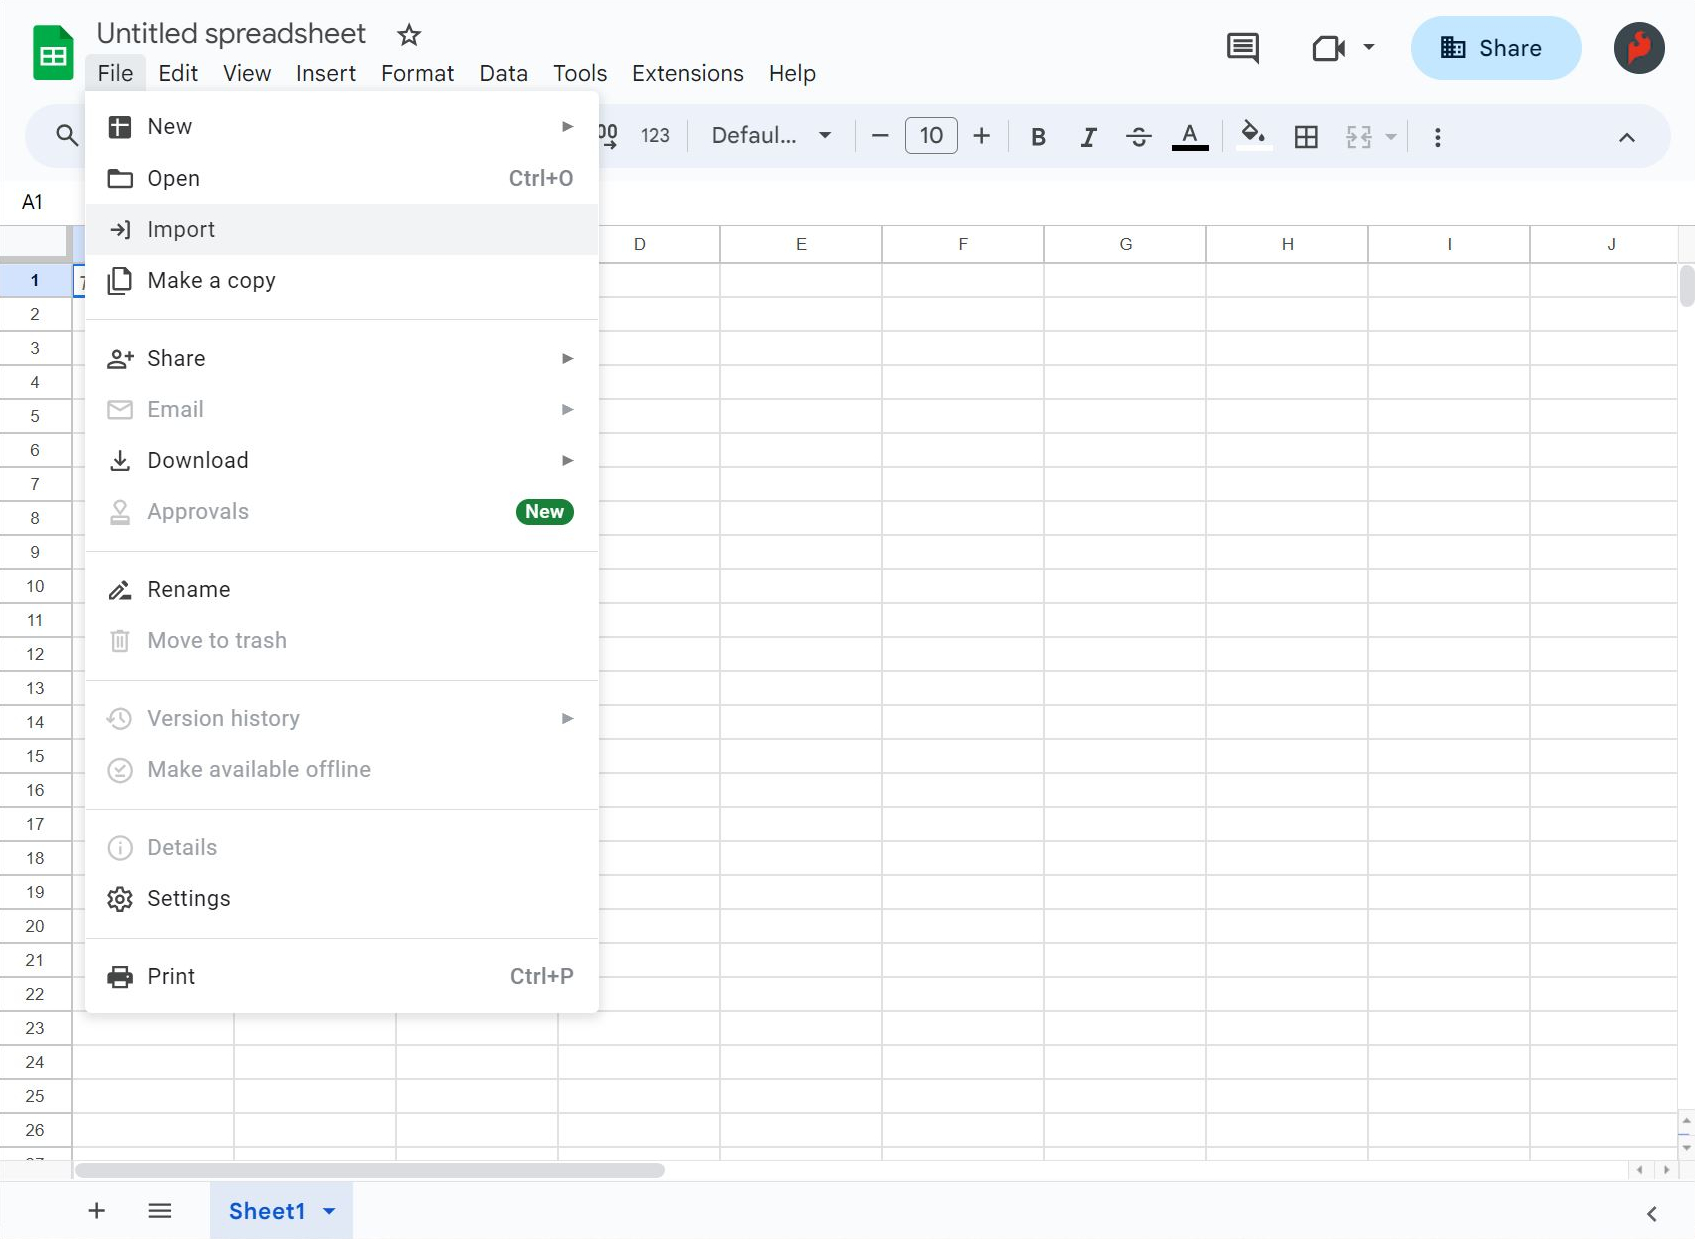 Untitled spreadsheet
File Edit View Insert Format Data Tools Extensions Help
Share
New
Open Ctrl+O
Import
Make a copy
Share
Email
Download
Approvals New
Rename
Move to trash
Version history
Make available offline
Details
Settings
Print Ctrl+P
00 123 Defaul... 10 B I S A
A1
D E F G H I J
1
2
3
4
5
6
7
8
9
10
11
12
13
14
15
16
17
18
19
20
21
22
23
24
25
26
Sheet1